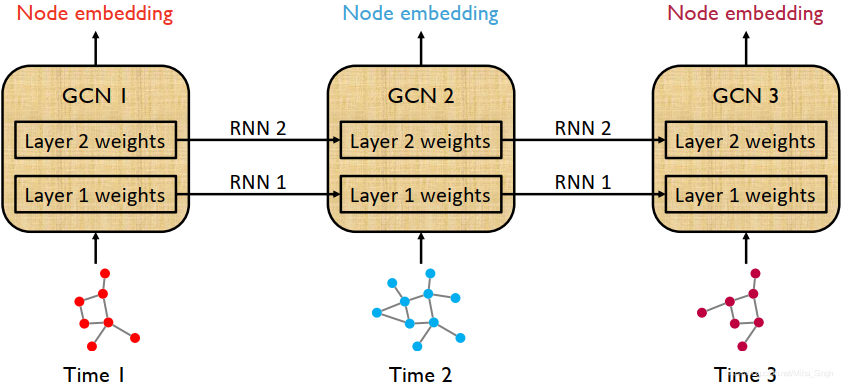 Node embedding Node embedding Node embedding
GCN 1 GCN 2 GCN 3
Layer 2 weights RNN 2 Layer 2 weights RNN 2 Layer 2 weights
Layer 1 weights RNN 1 Layer 1 weights RNN 1 Layer 1 weights
Time 1 Time 2 Time 3